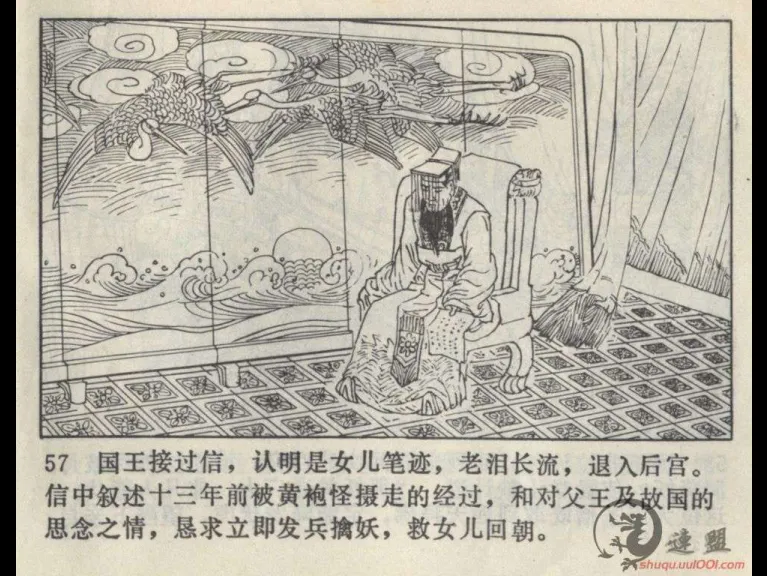 57 国王接过信，认明是女儿笔迹，老泪长流，退入后宫。
信中叙述十三年前被黄袍怪摄走的经过，和对父王及故国的
思念之情，恳求立即发兵擒妖，救女儿回朝。
連盟
shuqu.uul001.com